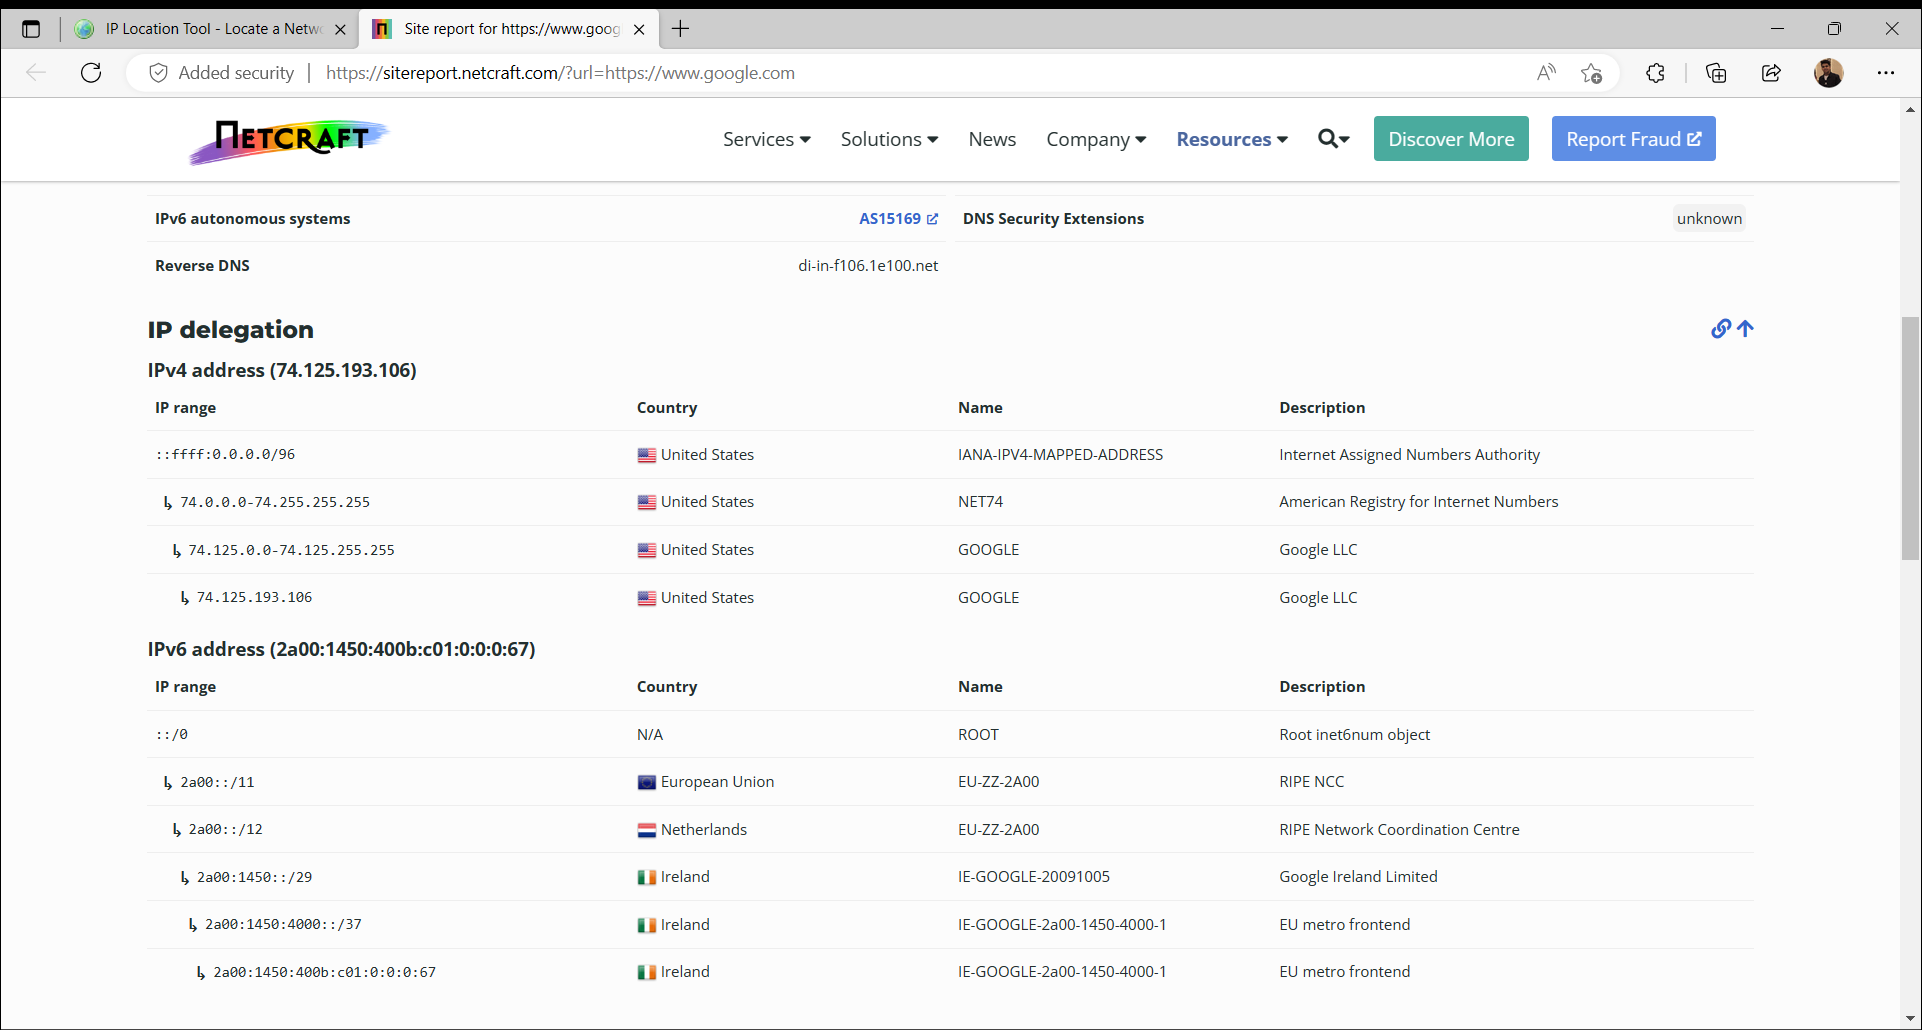 IP Location Tool - Locate a Netw
Site report for https://www.goog
Added security | https://sitereport.netcraft.com/?url=https://www.google.com
NETCRAFT
Services Solutions News Company Resources Discover More Report Fraud
IPv6 autonomous systems AS15169 DNS Security Extensions unknown
Reverse DNS di-in-f106.1e100.net
IP delegation
IPv4 address (74.125.193.106)
IP range Country Name Description
::ffff:0.0.0.0/96 United States IANA-IPV4-MAPPED-ADDRESS Internet Assigned Numbers Authority
↳ 74.0.0.0-74.255.255.255 United States NET74 American Registry for Internet Numbers
↳ 74.125.0.0-74.125.255.255 United States GOOGLE Google LLC
↳ 74.125.193.106 United States GOOGLE Google LLC
IPv6 address (2a00:1450:400b:c01:0:0:0:67)
IP range Country Name Description
::/0 N/A ROOT Root inet6num object
↳ 2a00::/11 European Union EU-ZZ-2A00 RIPE NCC
↳ 2a00::/12 Netherlands EU-ZZ-2A00 RIPE Network Coordination Centre
↳ 2a00:1450::/29 Ireland IE-GOOGLE-20091005 Google Ireland Limited
↳ 2a00:1450:4000::/37 Ireland IE-GOOGLE-2a00-1450-4000-1 EU metro frontend
↳ 2a00:1450:400b:c01:0:0:0:67 Ireland IE-GOOGLE-2a00-1450-4000-1 EU metro frontend